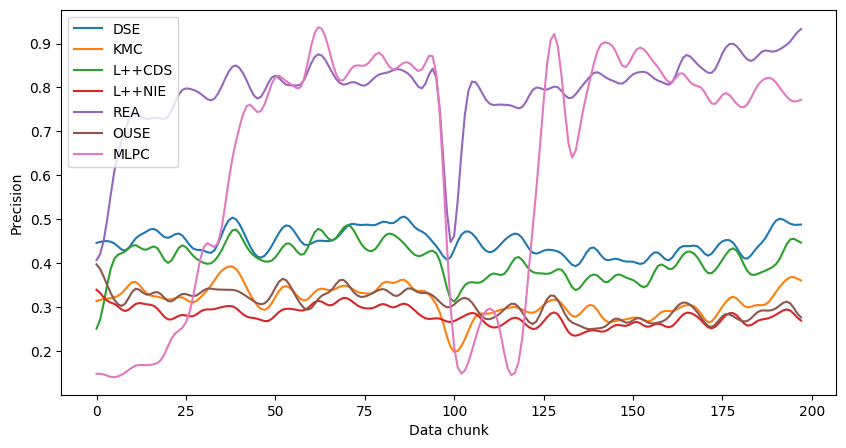 DSE
KMC
L++CDS
L++NIE
REA
OUSE
MLPC
0.9
0.8
0.7
0.6
0.5
0.4
0.3
0.2
Precision
0 25 50 75 100 125 150 175 200
Data chunk